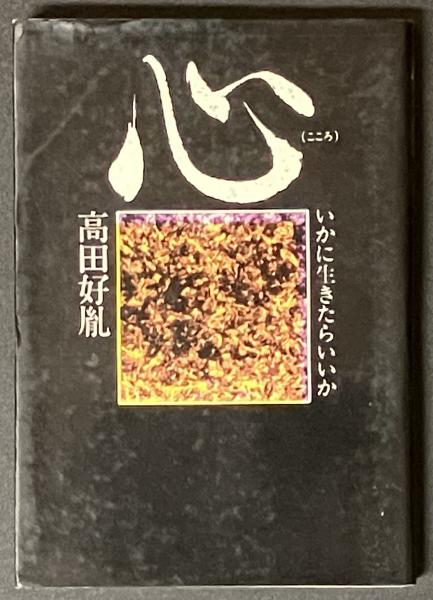 心
(こころ)
いかに生きたらいいか
高田好胤